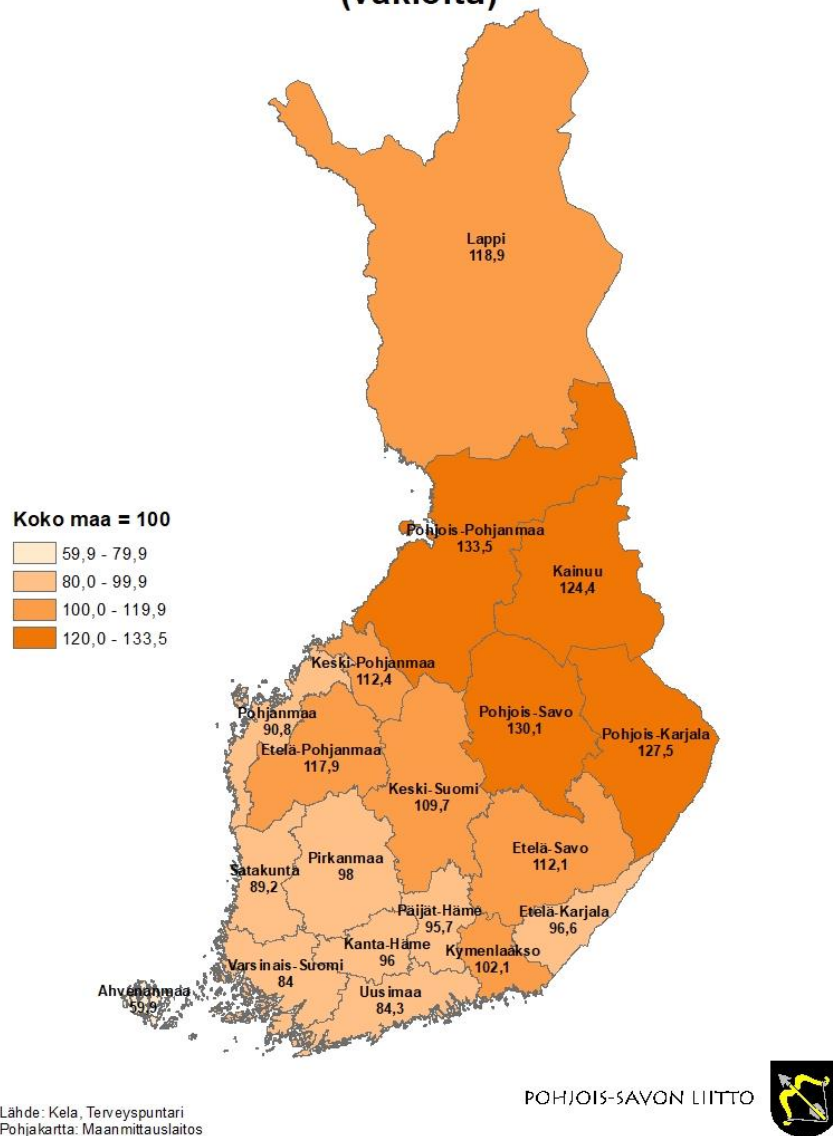 (vakioitu)
Lappi
118,9
Koko maa = 100
59,9 - 79,9
80,0 - 99,9
100,0 - 119,9
120,0 - 133,5
Pohjois-Pohjanmaa
133,5
Kainuu
124,4
Keski-Pohjanmaa
112,4
Pohjanmaa
90,8
Etelä-Pohjanmaa
117,9
Pohjois-Savo
130,1
Pohjois-Karjala
127,5
Keski-Suomi
109,7
Etelä-Savo
112,1
Pirkanmaa
98
Satakunta
89,2
Päijät-Häme
95,7
Etelä-Karjala
96,6
Kanta-Häme
96
Kymenlaakso
102,1
Varsinais-Suomi
84
Uusimaa
84,3
Ahvenanmaa
59,9
POHJOIS-SAVON LIITTO
Lähde: Kela, Terveyspuntari
Pohjakartta: Maanmittauslaitos